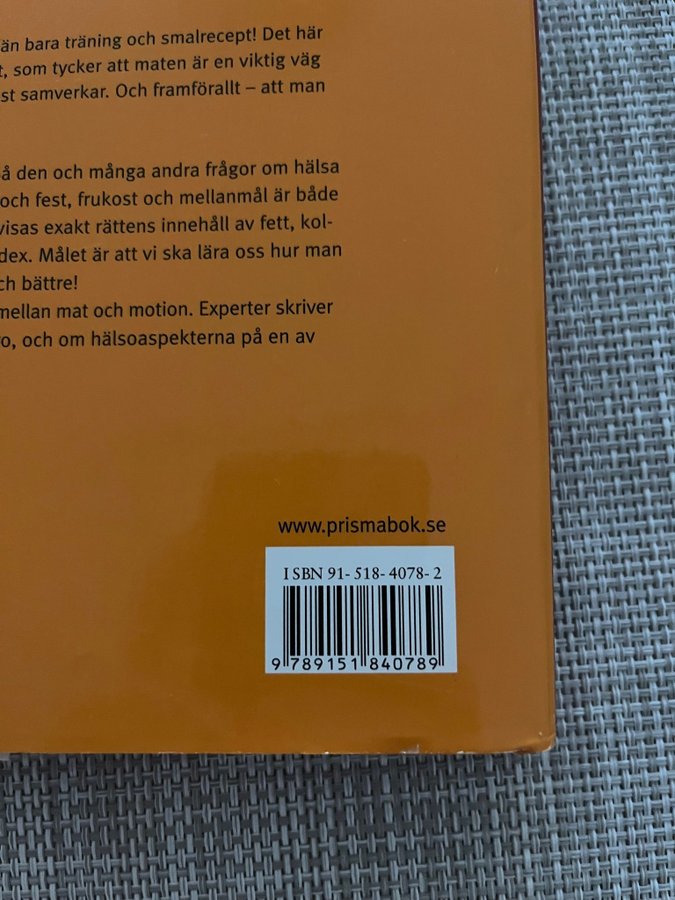 än bara träning och smalrecept! Det här
, som tycker att maten är en viktig väg
st samverkar. Och framförallt – att man
å den och många andra frågor om hälsa
och fest, frukost och mellanmål är både
visas exakt rättens innehåll av fett, kol-
dex. Målet är att vi ska lära oss hur man
ch bättre!
mellan mat och motion. Experter skriver
o, och om hälsoaspekterna på en av
www.prismabok.se
ISBN 91-518-4078-2
9 789151 840789